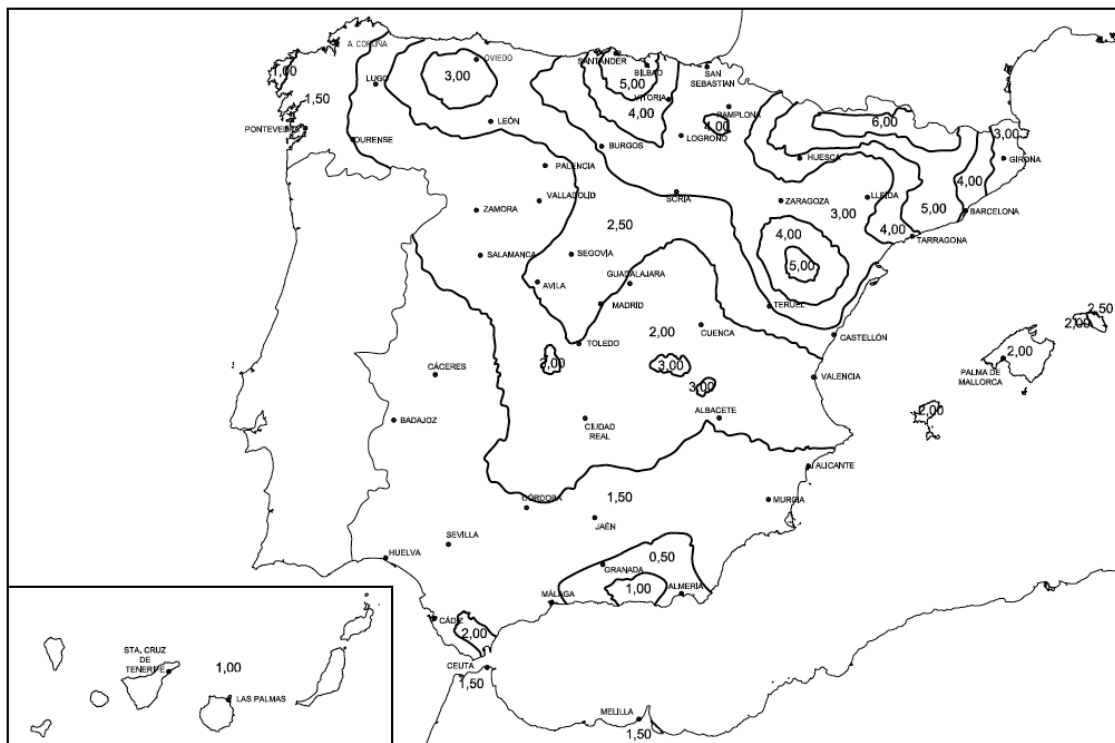 A. CORUÑA
OVIEDO
SANTANDER
BILBAO
SAN
SEBASTIAN
1,00
LUGO
3,00
5,00
VITORIA
1,50
4,00
PAMPLONA
6,00
PONTEVEDRA
LEÓN
4,00
LOGROÑO
3,00
OURENSE
BURGOS
HUESCA
GIRONA
PALENCIA
4,00
VALLADOLID
SORIA
ZARAGOZA
LLEIDA
ZAMORA
3,00
5,00
BARCELONA
2,50
4,00
4,00
TARRAGONA
SALAMANCA
SEGOVIA
5,00
GUADALAJARA
AVILA
MADRID
TERUEL
2,50
2,00
2,00
CUENCA
CASTELLÓN
TOLEDO
2,00
3,00
3,00
CÁCERES
3,00
VALENCIA
PALMA DE
MALLORCA
BADAJOZ
CIUDAD
REAL
ALBACETE
2,00
ALICANTE
CÓRDOBA
1,50
MURCIA
JAÉN
SEVILLA
HUELVA
0,50
GRANADA
MÁLAGA
1,00
ALMERÍA
CÁDIZ
2,00
STA. CRUZ
DE
TENERIFE
1,00
CEUTA
1,50
LAS PALMAS
MELILLA
1,50